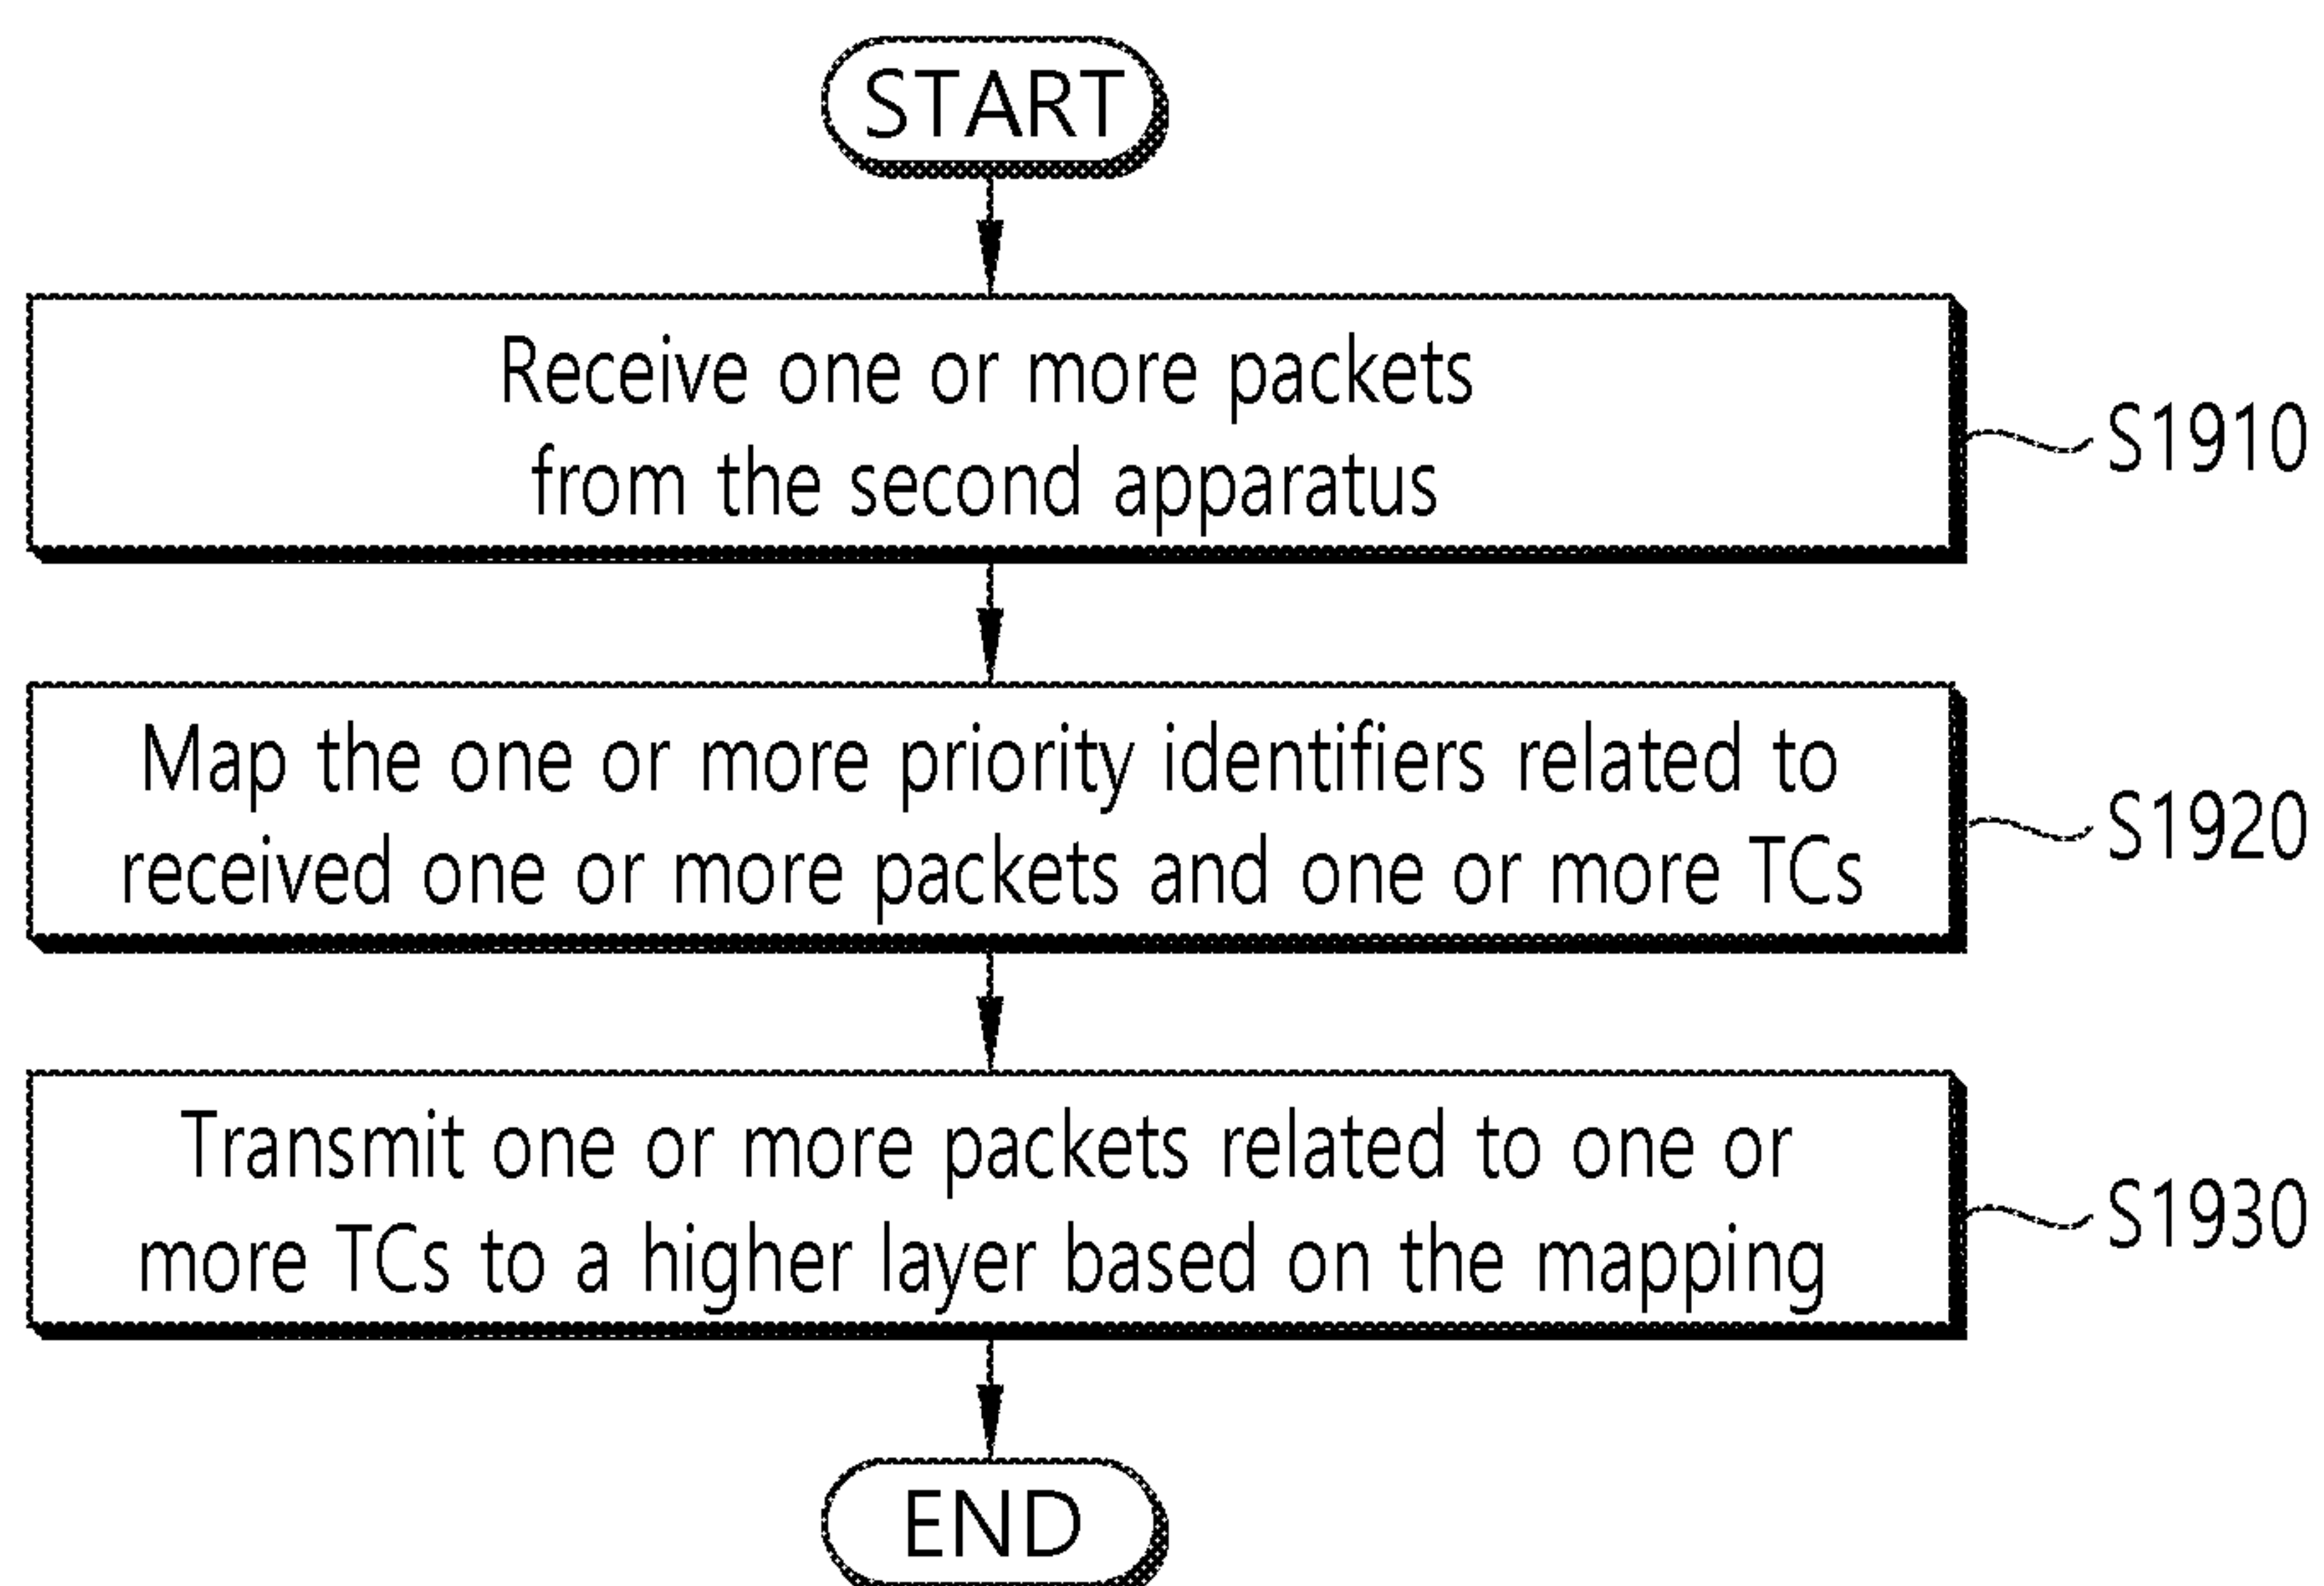 START
Receive one or more packets
from the second apparatus
S1910
Map the one or more priority identifiers related to
received one or more packets and one or more TCs
S1920
Transmit one or more packets related to one or
more TCs to a higher layer based on the mapping
S1930
END